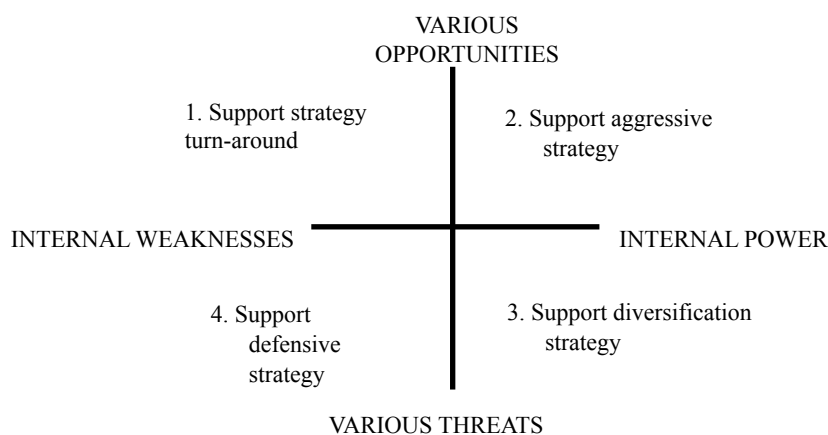 VARIOUS
OPPORTUNITIES
1. Support strategy
turn-around
2. Support aggressive
strategy
INTERNAL WEAKNESSES
INTERNAL POWER
4. Support
defensive
strategy
3. Support diversification
strategy
VARIOUS THREATS